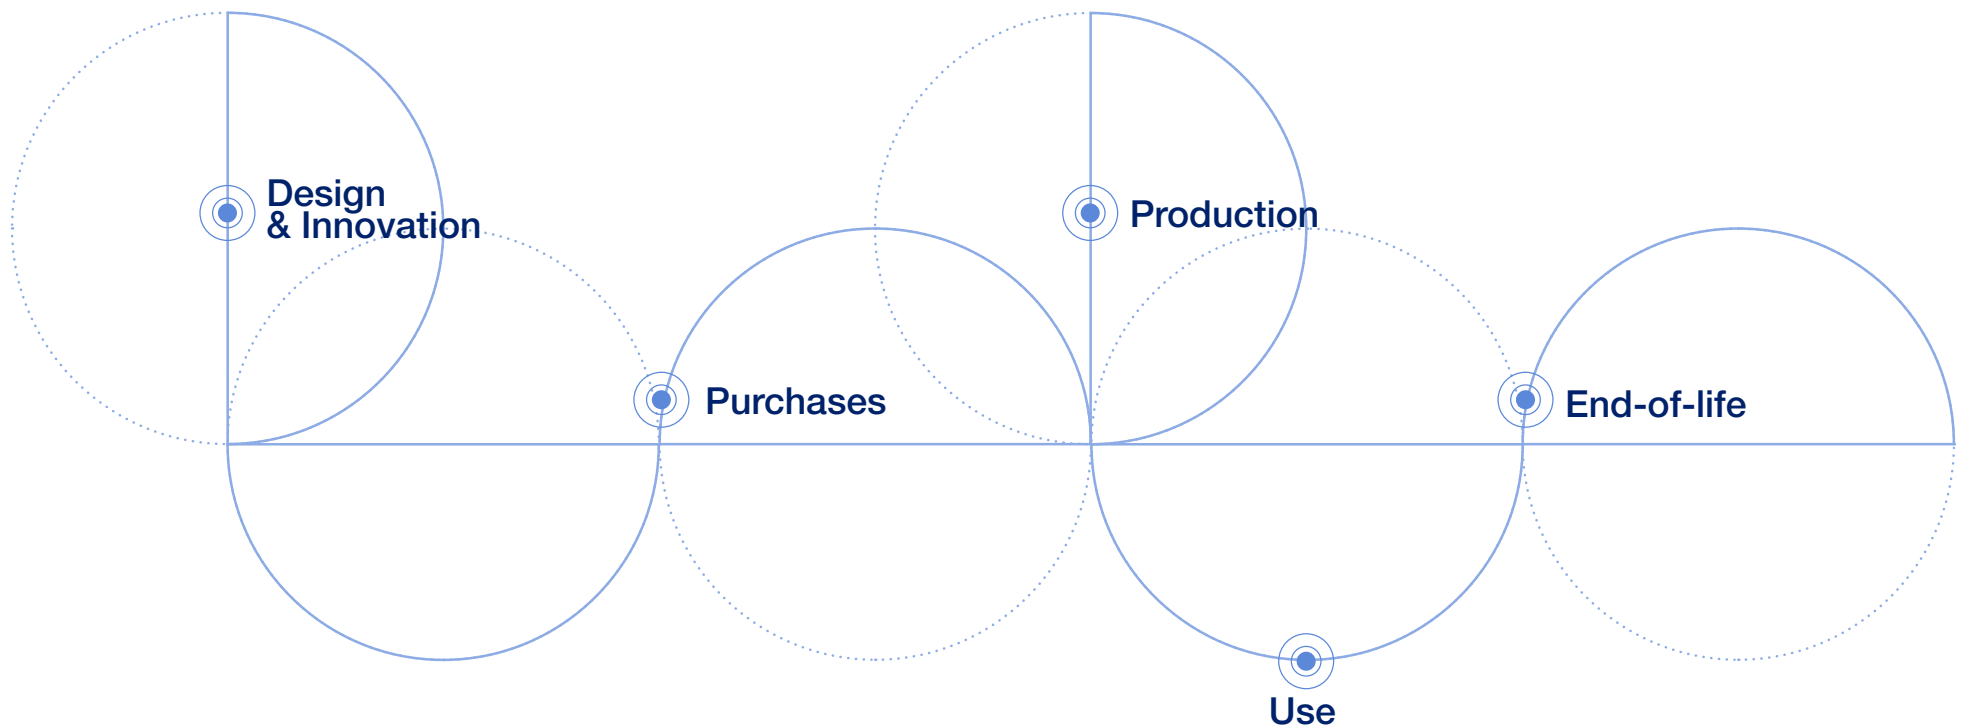 Design
& Innovation
Purchases
Production
Use
End-of-life